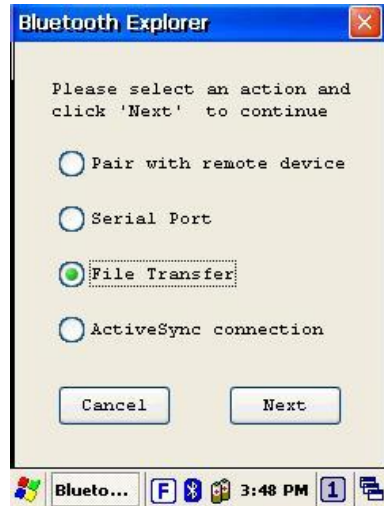 Bluetooth Explorer
Please select an action and
click 'Next' to continue
Pair with remote device
Serial Port
File Transfer
ActiveSync connection
Cancel Next
Blueto... F 3:48 PM 1